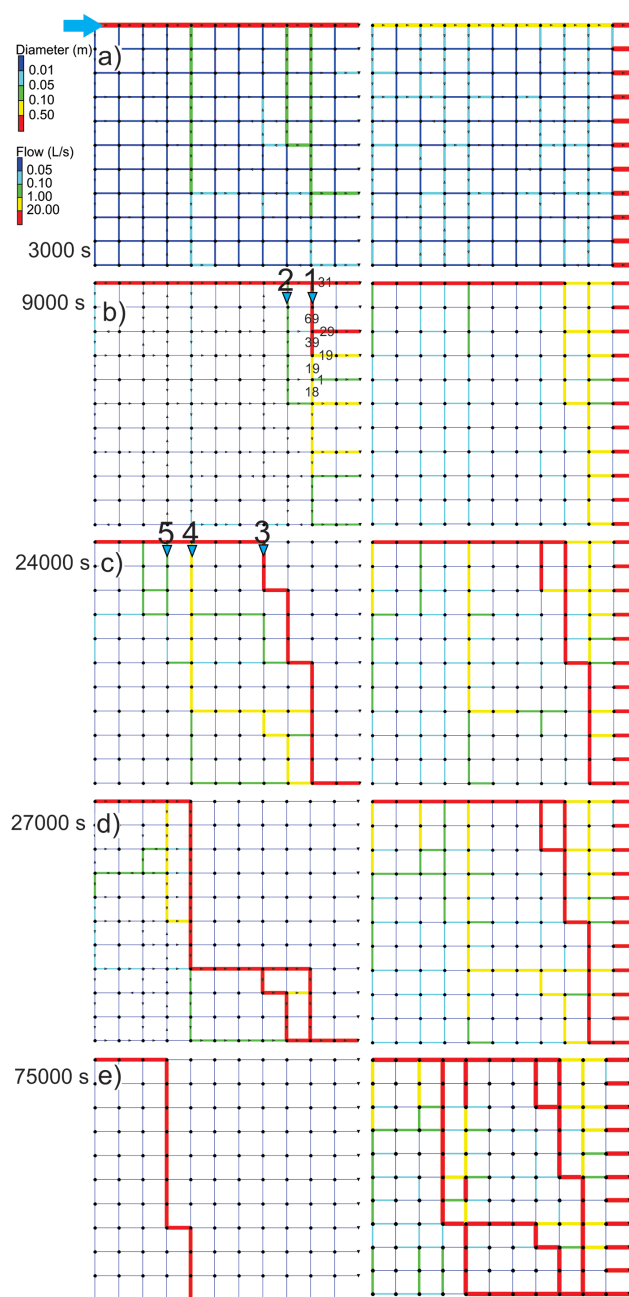 a)
Diameter (m)
0.01
0.05
0.10
0.50
Flow (L/s)
0.05
0.10
1.00
20.00
3000 s
9000 s
b)
2 1 31
69
29
39
19
19
1
18
24000 s
c)
5 4 3
27000 s
d)
75000 s
e)